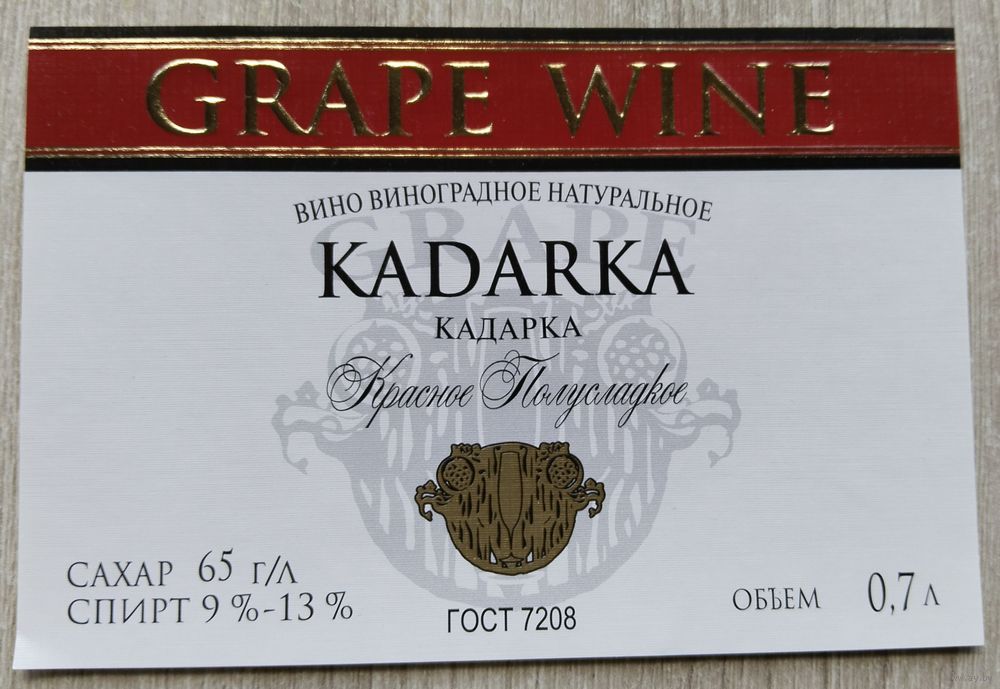 GRAPE WINE
ВИНО ВИНОГРАДНОЕ НАТУРАЛЬНОЕ
GRAPE
KADARKA
КАДАРКА
Красное Полусладкое
САХАР 65 Г/Л
СПИРТ 9 %-13 %
ГОСТ 7208
ОБЪЕМ 0,7 Л